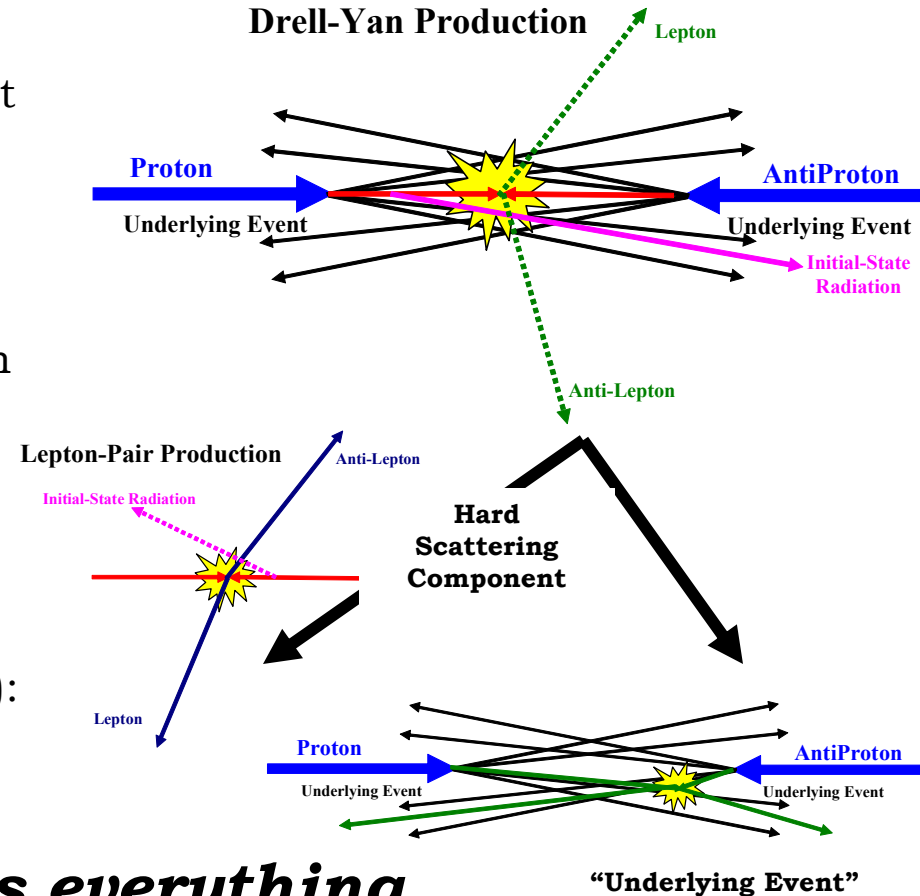 Drell-Yan Production
Lepton
t
Proton
AntiProton
Underlying Event
Underlying Event
Initial-State
Radiation
n
Anti-Lepton
Lepton-Pair Production
Anti-Lepton
Initial-State Radiation
Hard
Scattering
Component
):
Lepton
Proton
AntiProton
Underlying Event
Underlying Event
s everything
“Underlying Event”